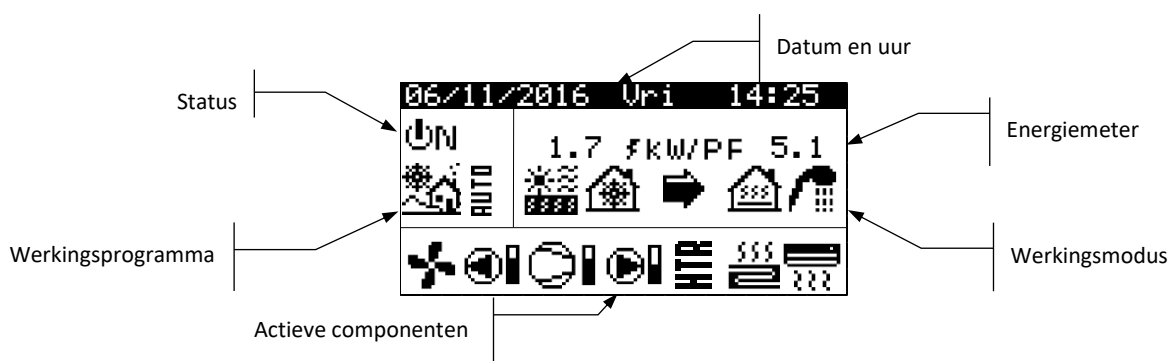 Datum en uur
Status
06/11/2016 Vri 14:25
ON
Energiemeter
1.7 kW/PF 5.1
AUTO
Werkingsprogramma
Werkingsmodus
HTR
Actieve componenten